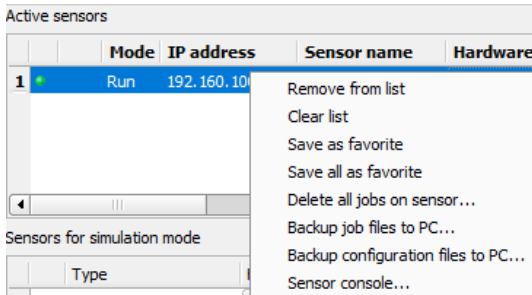 Active sensors
Mode IP address Sensor name Hardware
1 Run 192.160.100
Remove from list
Clear list
Save as favorite
Save all as favorite
Delete all jobs on sensor...
Backup job files to PC...
Backup configuration files to PC...
Sensor console...
Sensors for simulation mode
Type